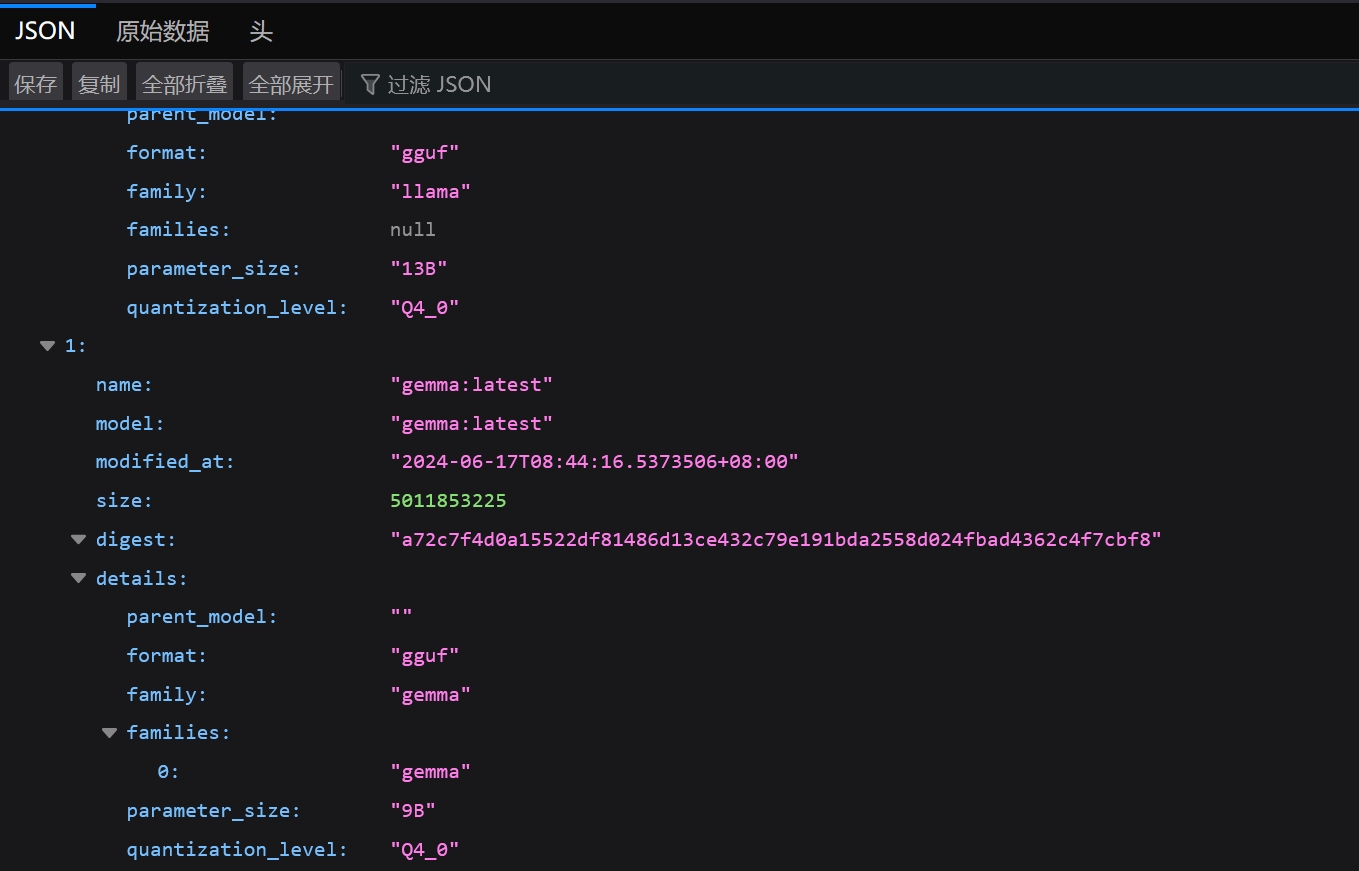 JSON 原始数据 头
保存 复制 全部折叠 全部展开 过滤 JSON
parent_model:
format: "gguf"
family: "llama"
families: null
parameter_size: "13B"
quantization_level: "Q4_0"
1:
name: "gemma:latest"
model: "gemma:latest"
modified_at: "2024-06-17T08:44:16.5373506+08:00"
size: 5011853225
digest: "a72c7f4d0a15522df81486d13ce432c79e191bda2558d024fbad4362c4f7cbf8"
details:
parent_model: ""
format: "gguf"
family: "gemma"
families:
0: "gemma"
parameter_size: "9B"
quantization_level: "Q4_0"